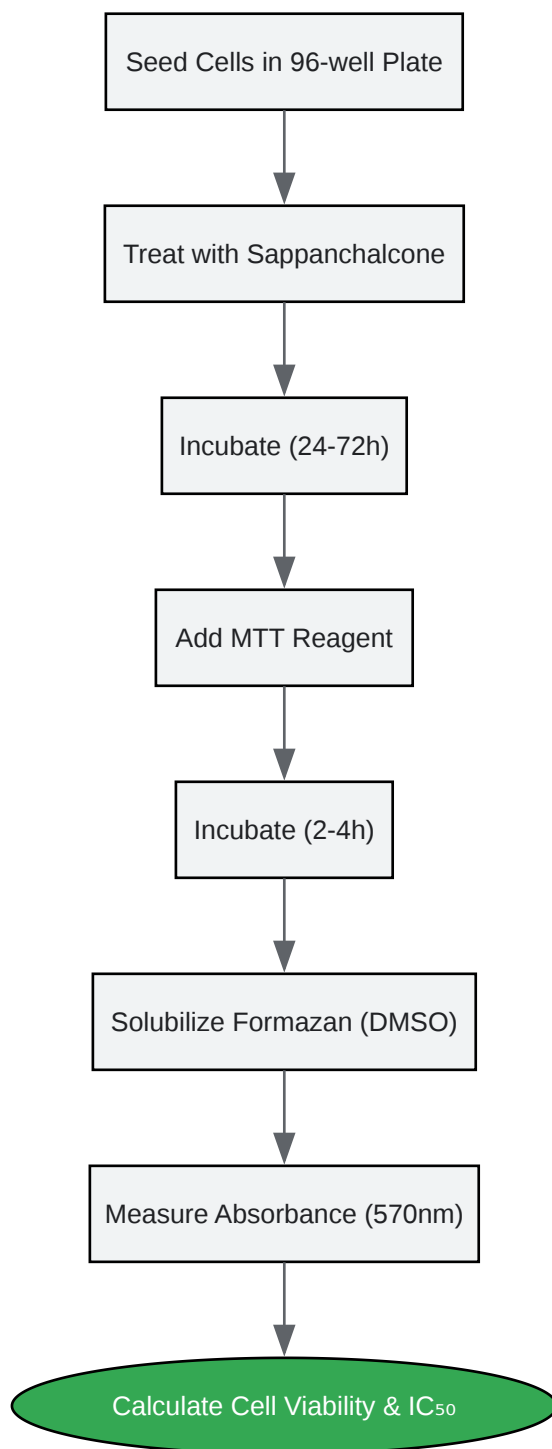 Seed Cells in 96-well Plate
Treat with Sappanchalcone
Incubate (24-72h)
Add MTT Reagent
Incubate (2-4h)
Solubilize Formazan (DMSO)
Measure Absorbance (570nm)
Calculate Cell Viability & IC₅₀